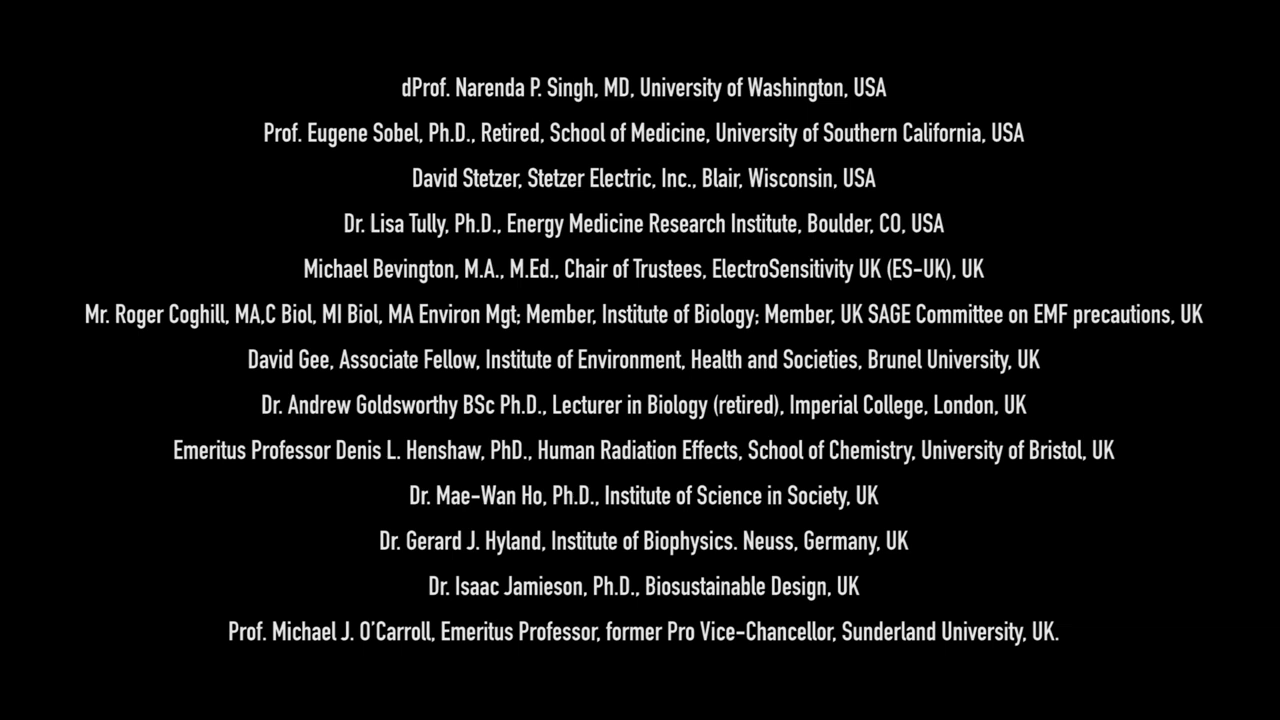 dProf. Narenda P. Singh, MD, University of Washington, USA
Prof. Eugene Sobel, Ph.D., Retired, School of Medicine, University of Southern California, USA
David Stetzer, Stetzer Electric, Inc., Blair, Wisconsin, USA
Dr. Lisa Tully, Ph.D., Energy Medicine Research Institute, Boulder, CO, USA
Michael Bevington, M.A., M.Ed., Chair of Trustees, ElectroSensitivity UK (ES-UK), UK
Mr. Roger Coghill, MA,C Biol, MI Biol, MA Environ Mgt; Member, Institute of Biology; Member, UK SAGE Committee on EMF precautions, UK
David Gee, Associate Fellow, Institute of Environment, Health and Societies, Brunel University, UK
Dr. Andrew Goldsworthy BSc Ph.D., Lecturer in Biology (retired), Imperial College, London, UK
Emeritus Professor Denis L. Henshaw, PhD., Human Radiation Effects, School of Chemistry, University of Bristol, UK
Dr. Mae-Wan Ho, Ph.D., Institute of Science in Society, UK
Dr. Gerard J. Hyland, Institute of Biophysics. Neuss, Germany, UK
Dr. Isaac Jamieson, Ph.D., Biosustainable Design, UK
Prof. Michael J. O’Carroll, Emeritus Professor, former Pro Vice-Chancellor, Sunderland University, UK.